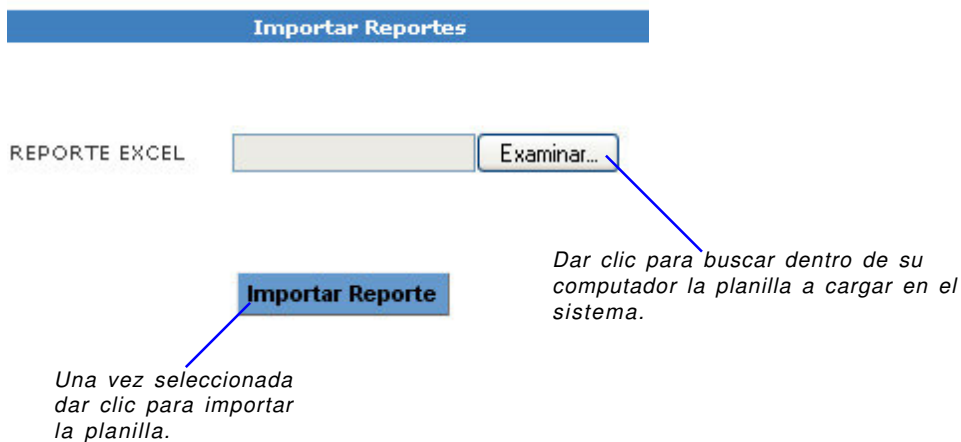 Importar Reportes
REPORTE EXCEL
Examinar...
Dar clic para buscar dentro de su
computador la planilla a cargar en el
sistema.
Importar Reporte
Una vez seleccionada
dar clic para importar
la planilla.